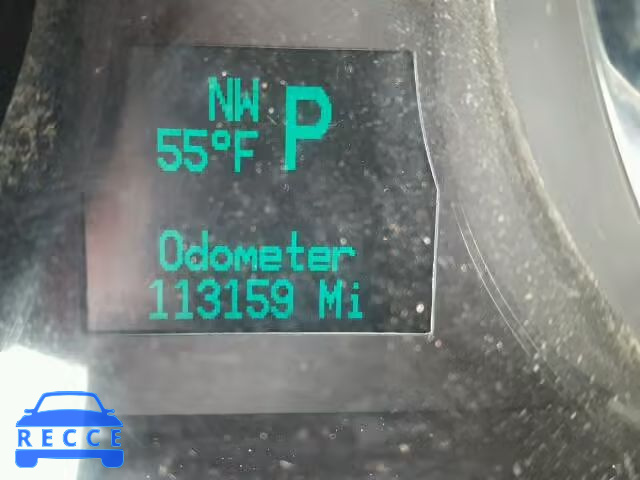 NW P
55°F
Odometer
113159 Mi
RECCE